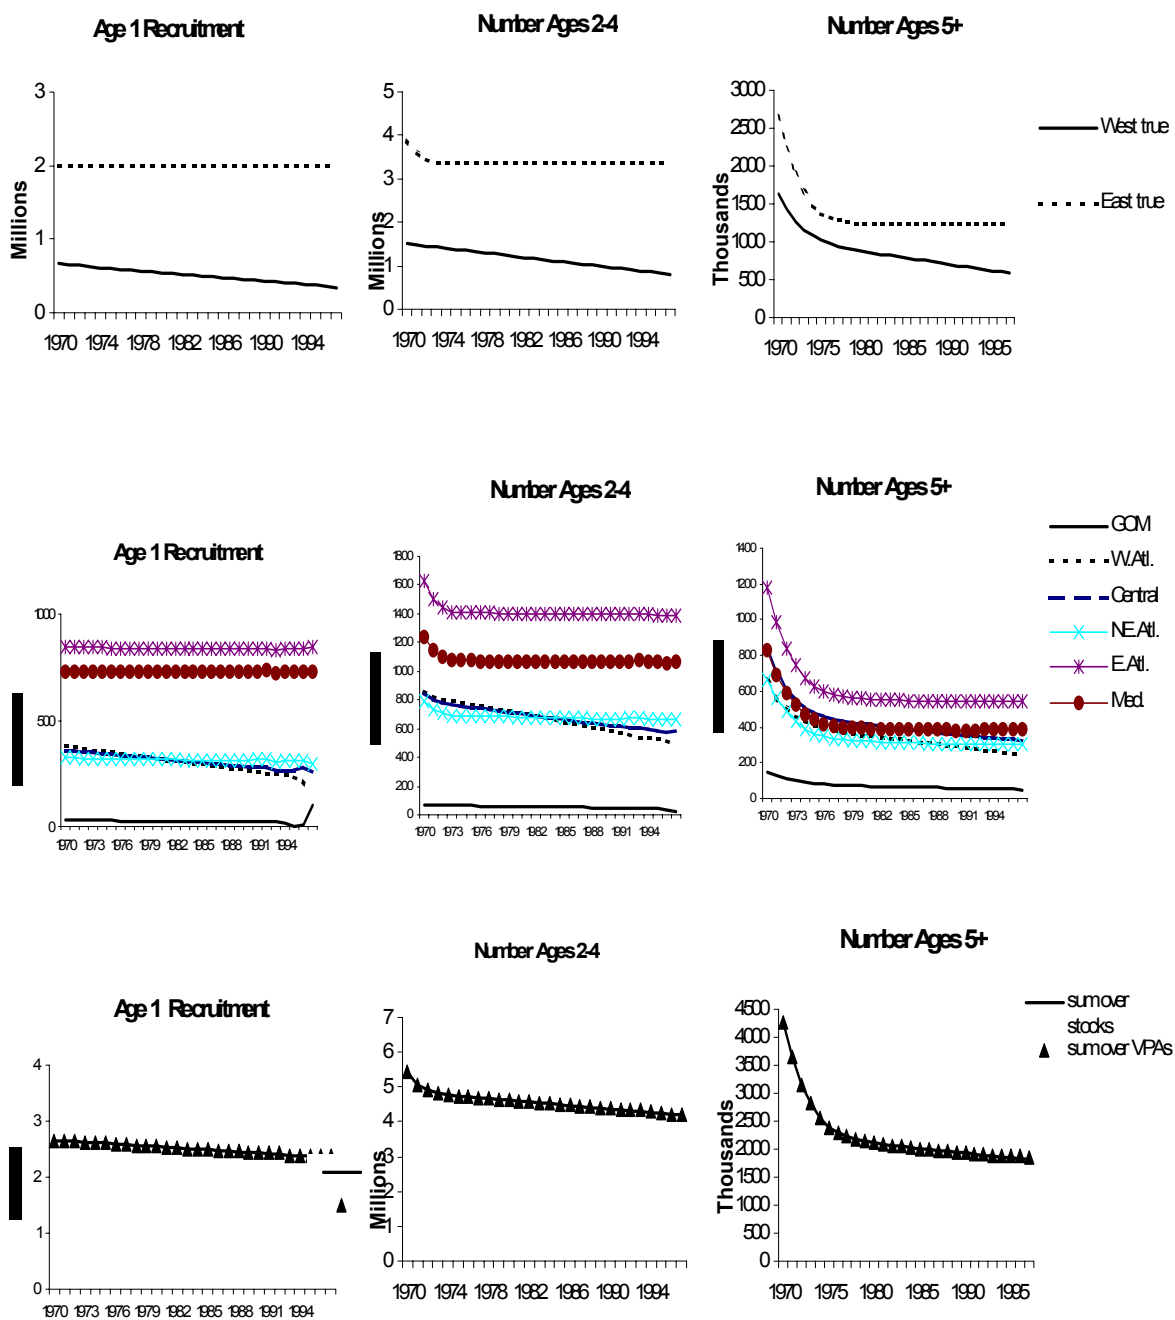 Age 1 Recruitment
Number Ages 2-4
Number Ages 5+
3
2
1
0
Millions
1970 1974 1978 1982 1986 1990 1994
5
4
3
2
1
0
Millions
1970 1974 1978 1982 1986 1990 1994
3000
2500
2000
1500
1000
500
0
Thousands
1970 1975 1980 1985 1990 1995
West true
East true
Age 1 Recruitment
1000
500
0
1970 1973 1976 1979 1982 1985 1988 1991 1994
Number Ages 2-4
1800
1600
1400
1200
1000
800
600
400
200
0
1970 1973 1976 1979 1982 1985 1988 1991 1994
Number Ages 5+
1400
1200
1000
800
600
400
200
0
1970 1973 1976 1979 1982 1985 1988 1991 1994
GOM
W.Atl.
Central
NE.Atl.
E.Atl.
Med.
Age 1 Recruitment
4
3
2
1
0
1970 1973 1976 1979 1982 1985 1988 1991 1994
Number Ages 2-4
7
6
5
4
3
2
1
0
Millions
1970 1974 1978 1982 1986 1990 1994
Number Ages 5+
4500
4000
3500
3000
2500
2000
1500
1000
500
0
Thousands
1970 1975 1980 1985 1990 1995
sum over
stocks
sum over VPAs